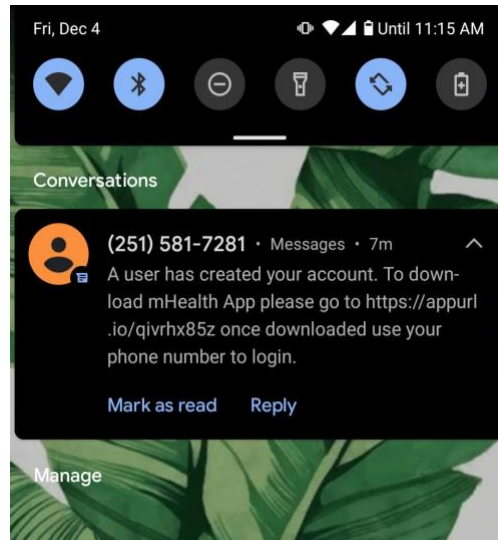 Fri, Dec 4 Until 11:15 AM
Conversations
(251) 581-7281 • Messages • 7m
A user has created your account. To down-
load mHealth App please go to https://appurl
.io/qivrhx85z once downloaded use your
phone number to login.
Mark as read Reply
Manage